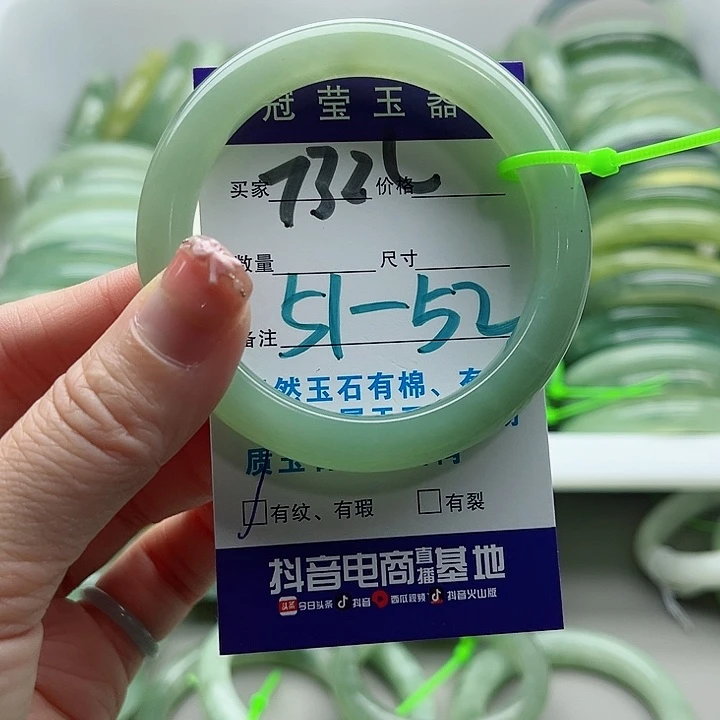 冠莹玉器
买家 732 价格
数量 尺寸
备注 51-52
然玉石有棉、有
质玉
有纹、有瑕 有裂
抖音电商直播基地
今日头条 抖音 西瓜视频 抖音火山版